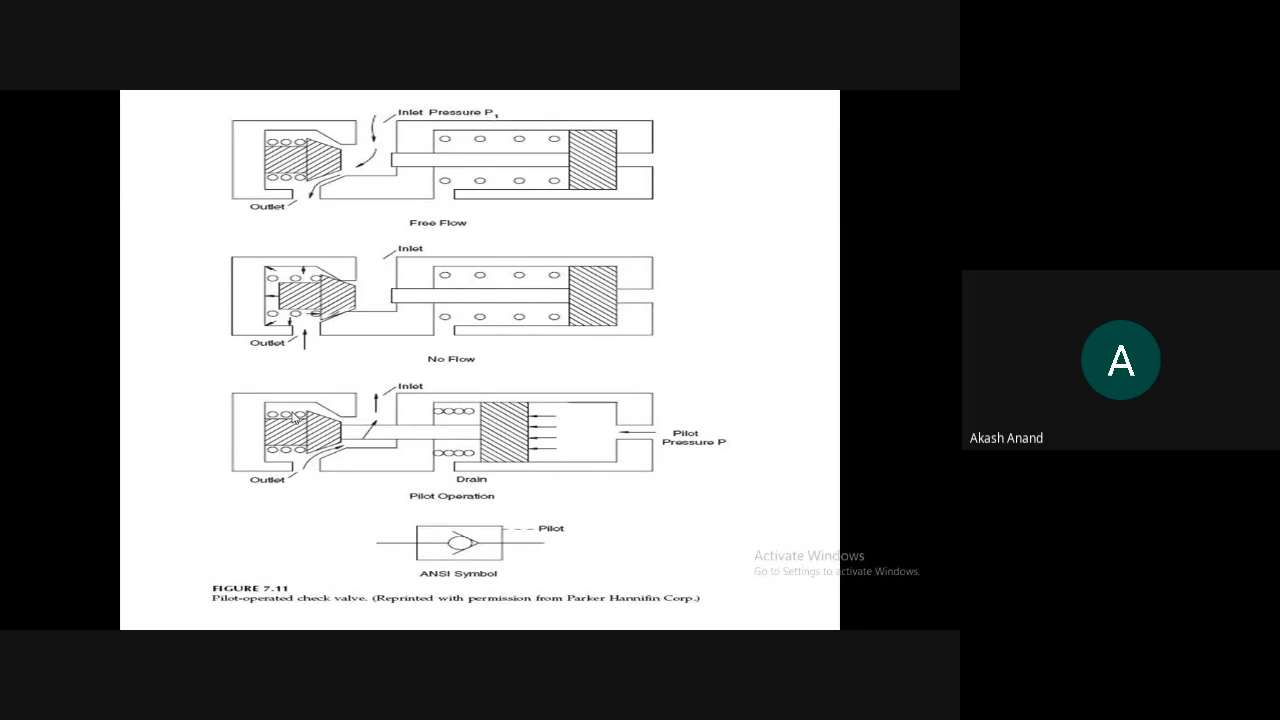 Inlet Pressure P1
Outlet
Free Flow
Inlet
Outlet
No Flow
Inlet
Pilot
Pressure P
Outlet
Drain
Pilot Operation
Pilot
ANSI Symbol
FIGURE 7.11
Pilot-operated check valve. (Reprinted with permission from Parker Hannifin Corp.)
Activate Windows
Go to Settings to activate Windows.
A
Akash Anand